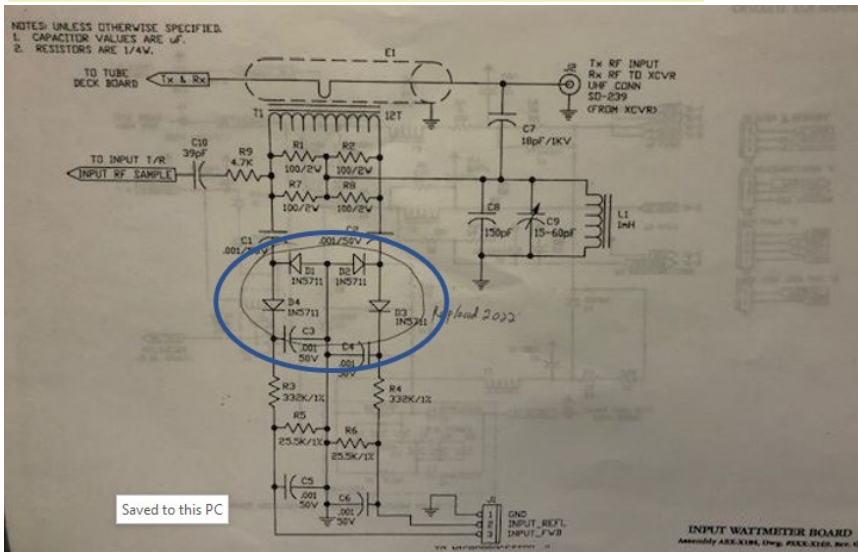 NOTES: UNLESS OTHERWISE SPECIFIED.
1. CAPACITOR VALUES ARE uF.
2. RESISTORS ARE 1/4W.
E1
TO TUBE
DECK BOARD
Tx & Rx
J2
Tx RF INPUT
Rx RF TO XCVR
UHF CONN
SO-239
(FROM XCVR)
T1
12T
C7
18pF/1KV
C10
39pF
R9
4.7K
R1
100/2W
R2
100/2W
TO INPUT T/R
INPUT RF SAMPLE
R7
100/2W
R8
100/2W
C8
150pF
C9
15-60pF
L1
1mH
C1
C2
.001/50V
D1
1N5711
D2
1N5711
D4
1N5711
D3
1N5711
Replaced 2022
C3
.001
50V
C4
.001
50V
R3
332K/1%
R4
332K/1%
R5
25.5K/1%
R6
25.5K/1%
C5
.001
50V
C6
.001
50V
J1
1 GND
2 INPUT_REFL
3 INPUT_FWD
Saved to this PC
INPUT WATTMETER BOARD